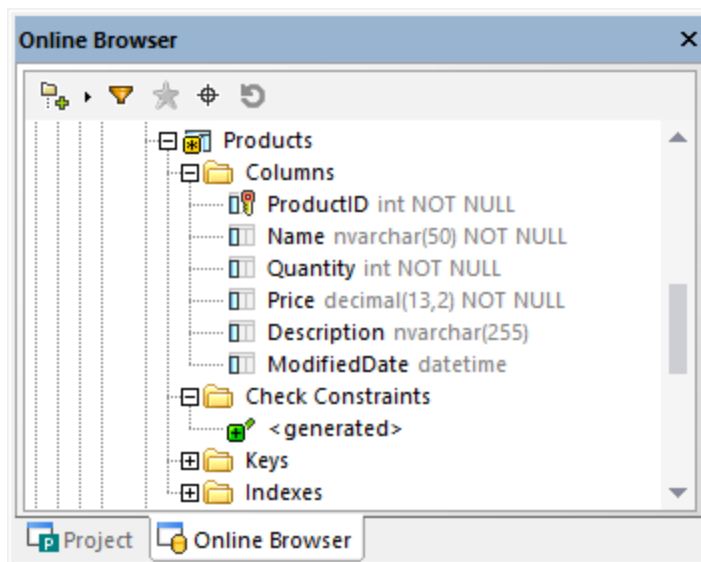 Online Browser
Products
Columns
ProductID int NOT NULL
Name nvarchar(50) NOT NULL
Quantity int NOT NULL
Price decimal(13,2) NOT NULL
Description nvarchar(255)
ModifiedDate datetime
Check Constraints
<generated>
Keys
Indexes
Project Online Browser